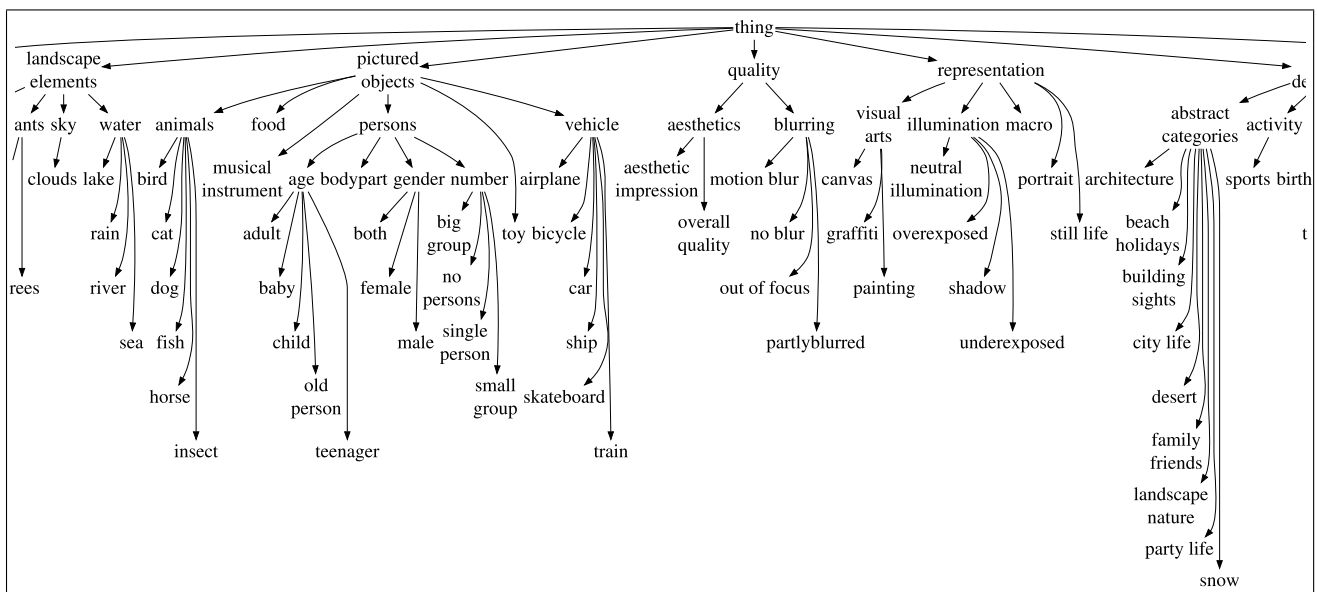 thing
landscape
elements
pictured
objects
quality
representation
de
ants
sky
water
animals
food
persons
vehicle
aesthetics
blurring
visual
arts
illumination
macro
abstract
categories
activity
clouds
lake
bird
musical
instrument
age
bodypart
gender
number
airplane
aesthetic
impression
motion blur
canvas
neutral
illumination
portrait
architecture
sports
birth
rain
cat
adult
both
big
group
toy
bicycle
overall
quality
no blur
graffiti
overexposed
still life
beach
holidays
t
rees
river
dog
baby
female
no
persons
car
out of focus
painting
shadow
building
sights
sea
fish
child
male
single
person
ship
partlyblurred
underexposed
city life
horse
old
person
small
group
skateboard
desert
insect
teenager
train
family
friends
landscape
nature
party life
snow